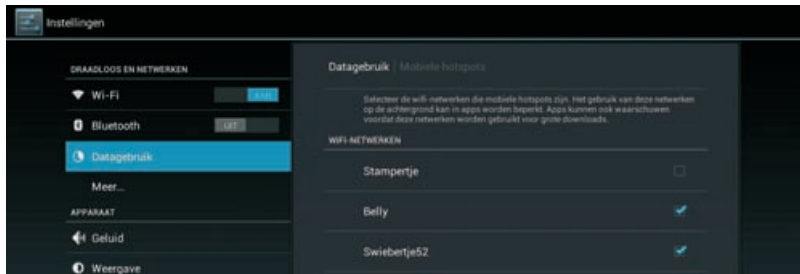 Instellingen
DRAADLOOS EN NETWERKEN
Wi-Fi AAN
Bluetooth UIT
Datagebruik
Meer...
APPARAAT
Geluid
Weergave
Datagebruik | Mobiele hotspots
Selecteer de wifi-netwerken die mobiele hotspots zijn. Het gebruik van deze netwerken
op de achtergrond kan in apps worden beperkt. Apps kunnen ook waarschuwen
voordat deze netwerken worden gebruikt voor grote downloads.
WIFI-NETWERKEN
Stampertje
Belly
Swiebertje52